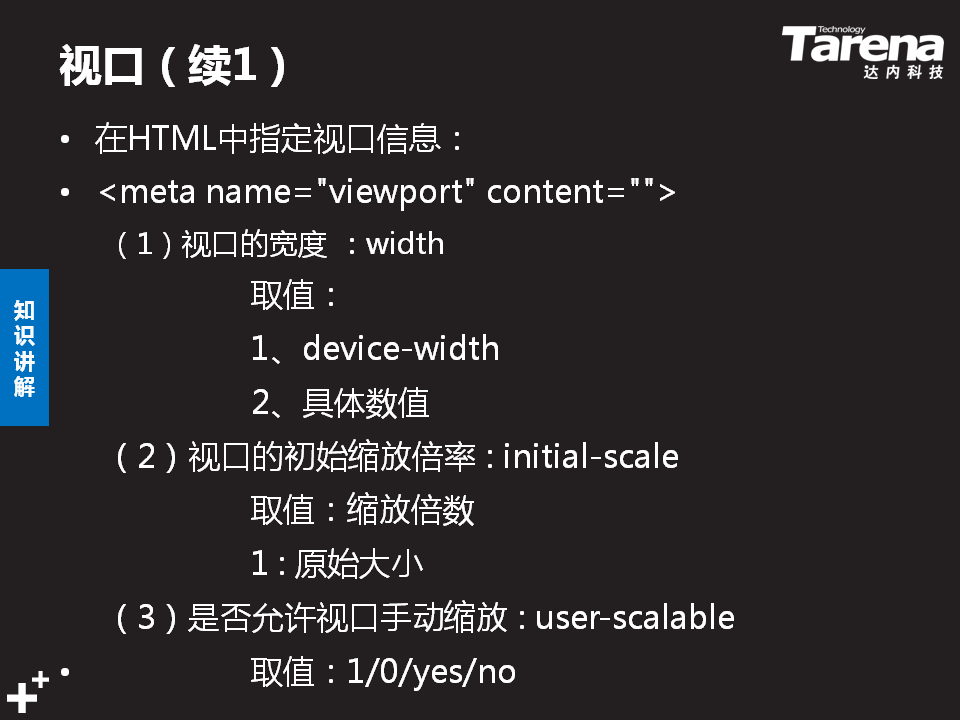 视口（续1）
Technology
Tarena
达内科技
• 在HTML中指定视口信息：
• <meta name="viewport" content="">
（1）视口的宽度 ：width
取值：
1、device-width
2、具体数值
（2）视口的初始缩放倍率：initial-scale
取值：缩放倍数
1：原始大小
（3）是否允许视口手动缩放：user-scalable
• 取值：1/0/yes/no
知识讲解